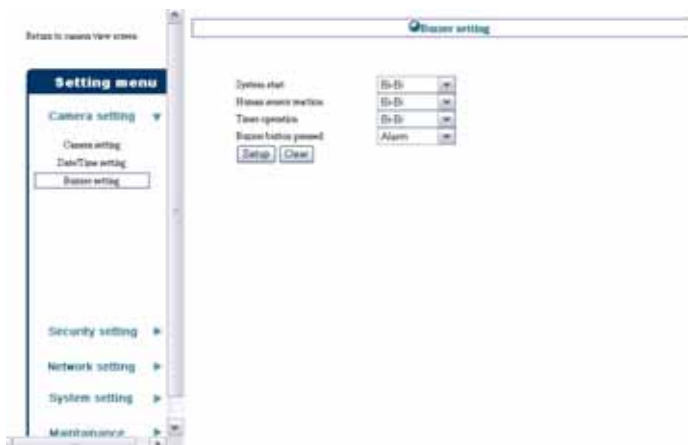 Return to camera view screen
Setting menu
Camera setting
Camera setting
Date/Time setting
Buzzer setting
Security setting
Network setting
System setting
Maintainance
Buzzer setting
System start Bi-Bi
Human sensor reaction Bi-Bi
Timer operation Bi-Bi
Buzzer button pressed Alarm
Setup Clear